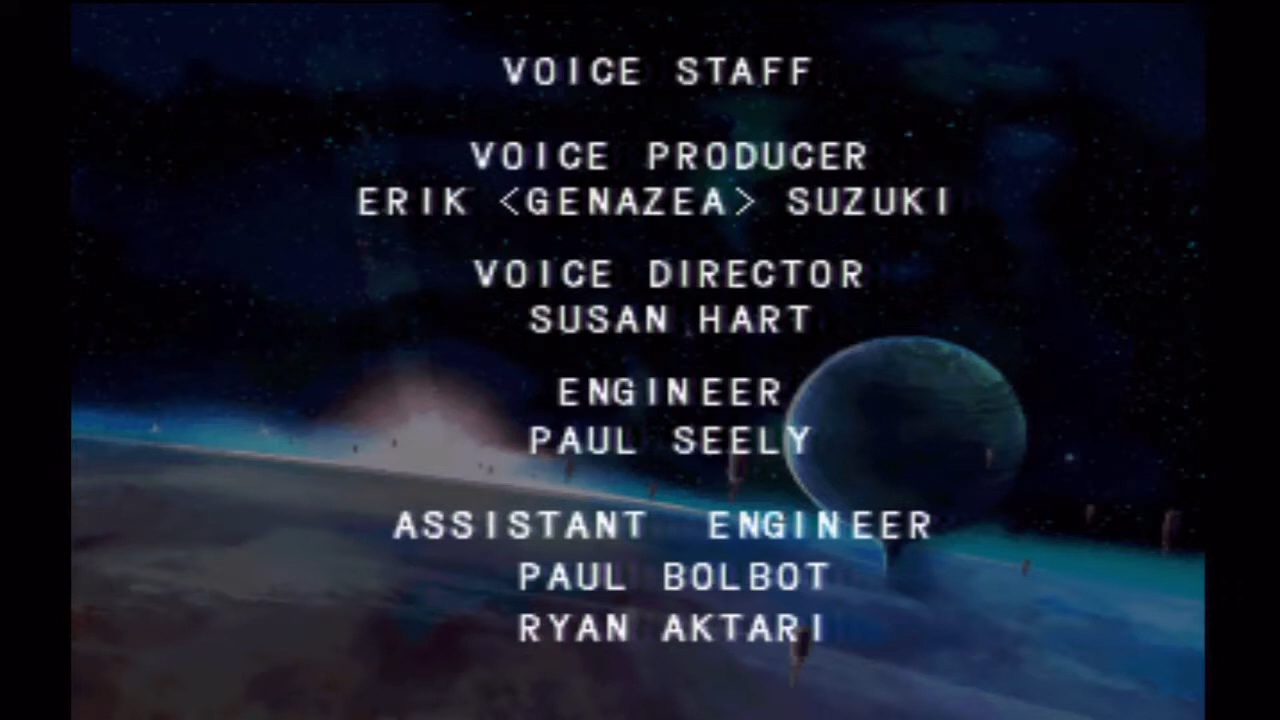 VOICE STAFF
VOICE PRODUCER
ERIK <GENAZEA> SUZUKI
VOICE DIRECTOR
SUSAN HART
ENGINEER
PAUL SEELY
ASSISTANT ENGINEER
PAUL BOLBOT
RYAN AKTARI